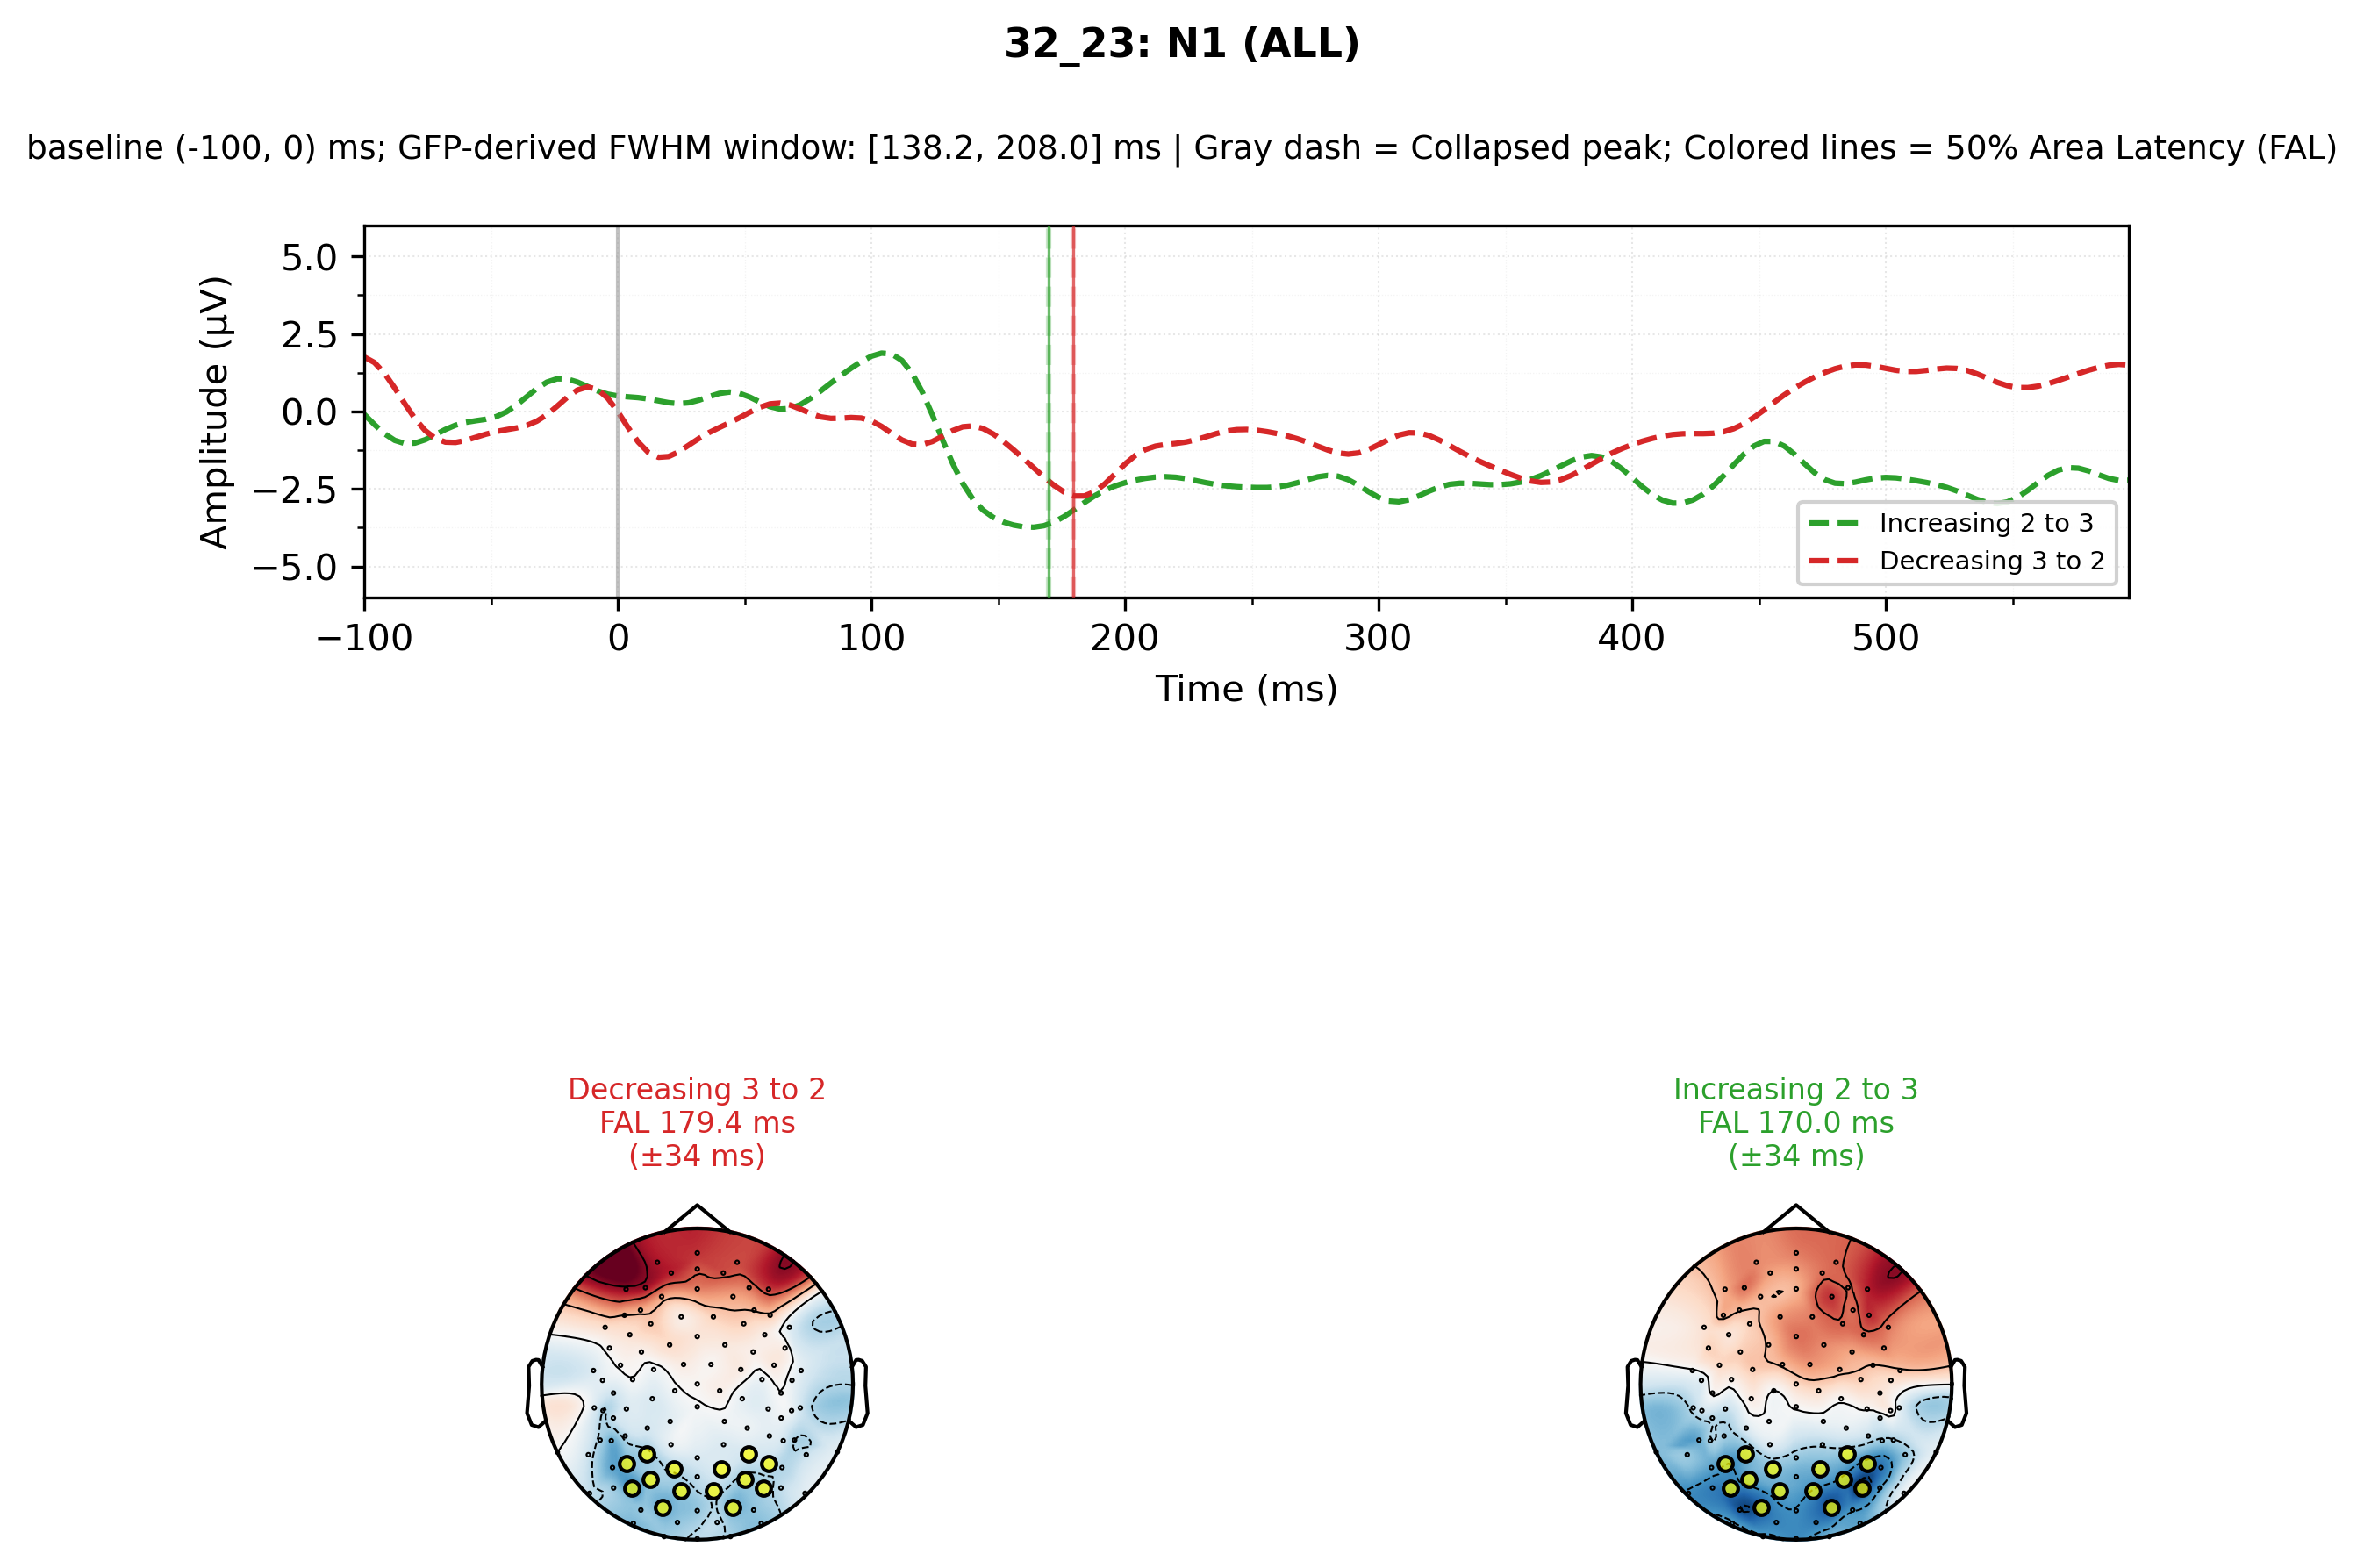 32_23: N1 (ALL)
baseline (-100, 0) ms; GFP-derived FWHM window: [138.2, 208.0] ms | Gray dash = Collapsed peak; Colored lines = 50% Area Latency (FAL)
Amplitude (µV)
5.0
2.5
0.0
−2.5
−5.0
Increasing 2 to 3
Decreasing 3 to 2
−100 0 100 200 300 400 500
Time (ms)
Decreasing 3 to 2
FAL 179.4 ms
(±34 ms)
Increasing 2 to 3
FAL 170.0 ms
(±34 ms)